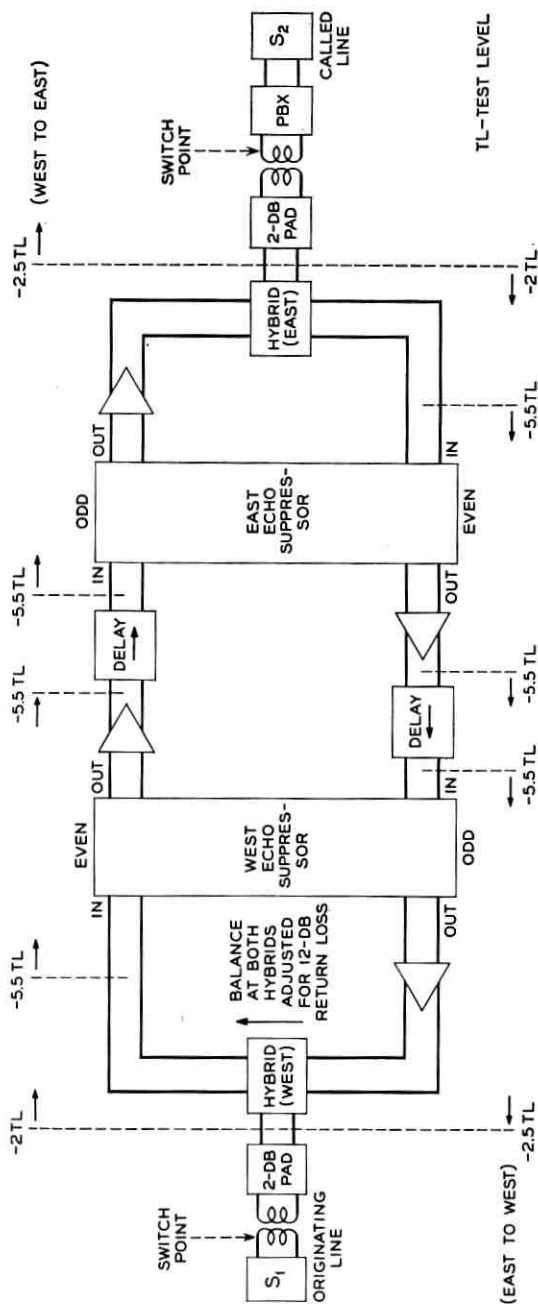 -2TL
-5.5TL
-5.5TL
-5.5TL
-2.5TL
(WEST TO EAST)
EVEN
ODD
IN
OUT
DELAY
IN
OUT
SWITCH
POINT
S1
ORIGINATING
LINE
2-DB
PAD
HYBRID
(WEST)
BALANCE
AT BOTH
HYBRIDS
ADJUSTED
FOR 12-DB
RETURN LOSS
WEST
ECHO
SUPPRES-
SOR
EAST
ECHO
SUPPRES-
SOR
HYBRID
(EAST)
2-DB
PAD
SWITCH
POINT
PBX
S2
CALLED
LINE
OUT
IN
DELAY
OUT
IN
ODD
EVEN
(EAST TO WEST)
-2.5TL
-5.5TL
-5.5TL
-5.5TL
-2TL
TL-TEST LEVEL